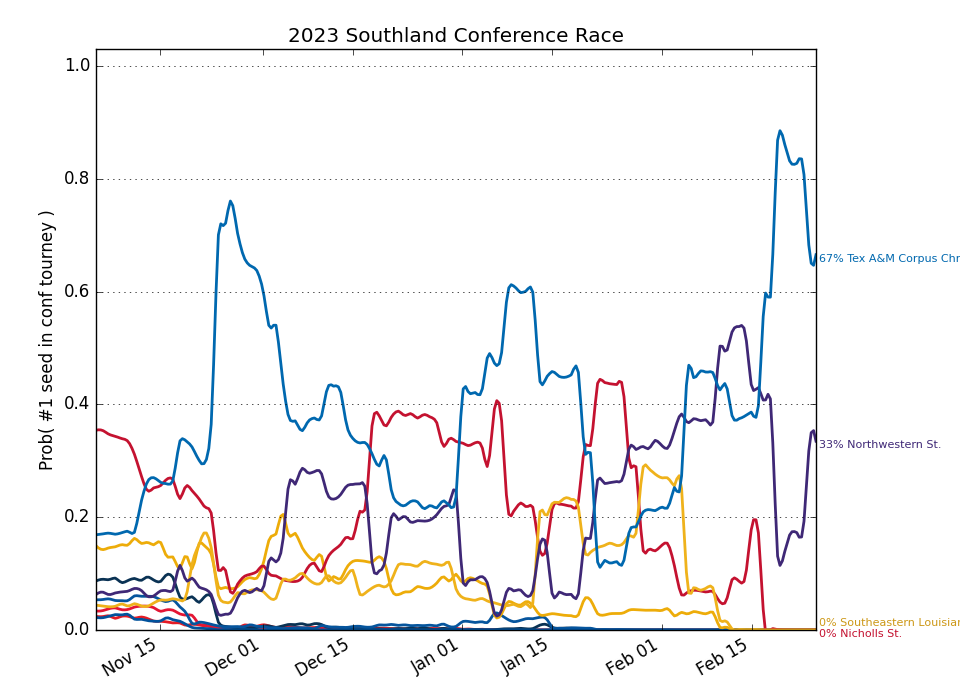 2023 Southland Conference Race
Prob( #1 seed in conf tourney )
1.0
0.8
0.6
0.4
0.2
0.0
Nov 15
Dec 01
Dec 15
Jan 01
Jan 15
Feb 01
Feb 15
67% Tex A&M Corpus Chr
33% Northwestern St.
0% Southeastern Louisian
0% Nicholls St.